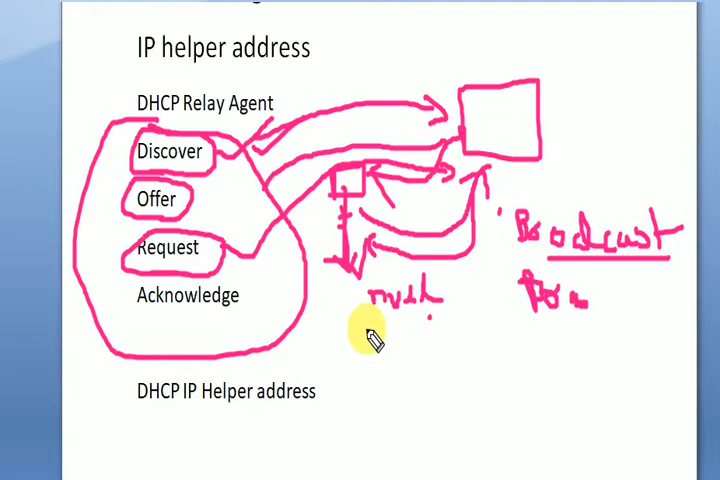 IP helper address
DHCP Relay Agent
Discover
Offer
Request
Broadcast
Acknowledge
DHCP IP Helper address